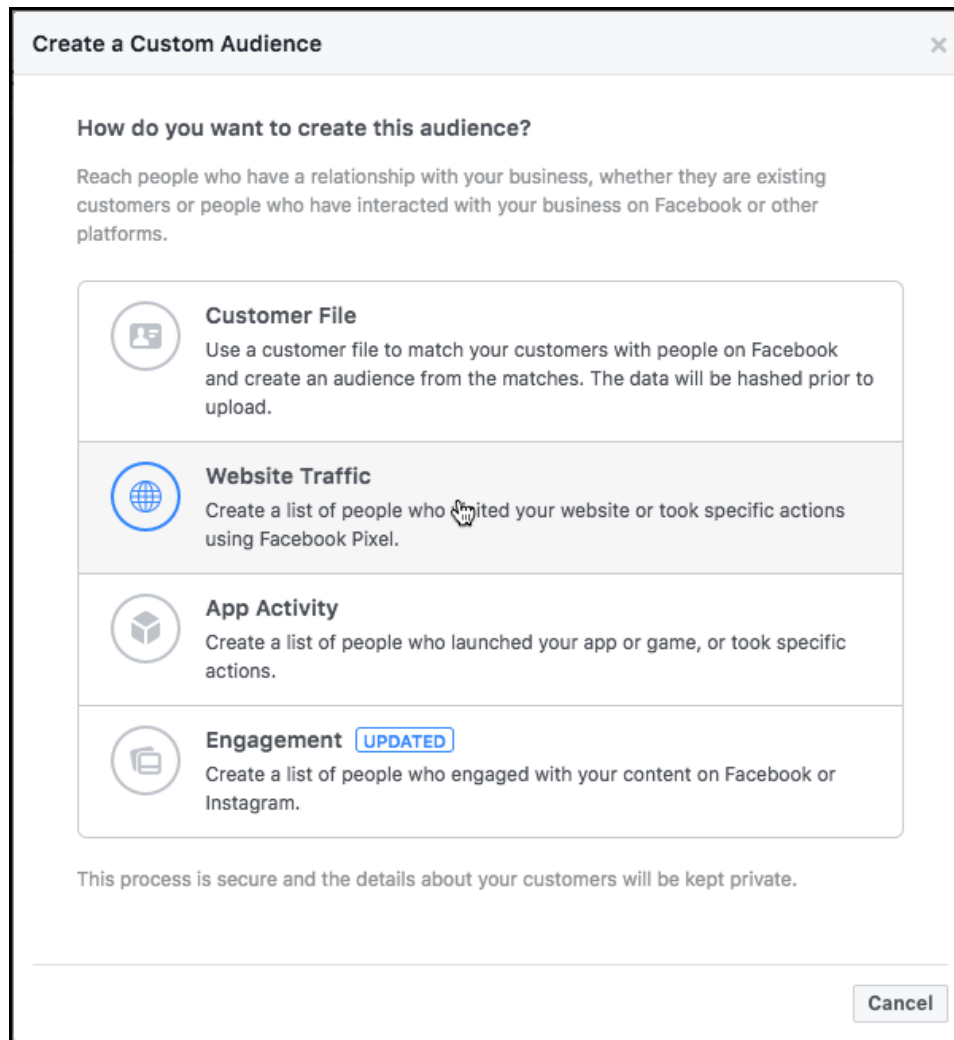 Create a Custom Audience
How do you want to create this audience?
Reach people who have a relationship with your business, whether they are existing
customers or people who have interacted with your business on Facebook or other
platforms.
Customer File
Use a customer file to match your customers with people on Facebook
and create an audience from the matches. The data will be hashed prior to
upload.
Website Traffic
Create a list of people who visited your website or took specific actions
using Facebook Pixel.
App Activity
Create a list of people who launched your app or game, or took specific
actions.
Engagement UPDATED
Create a list of people who engaged with your content on Facebook or
Instagram.
This process is secure and the details about your customers will be kept private.
Cancel